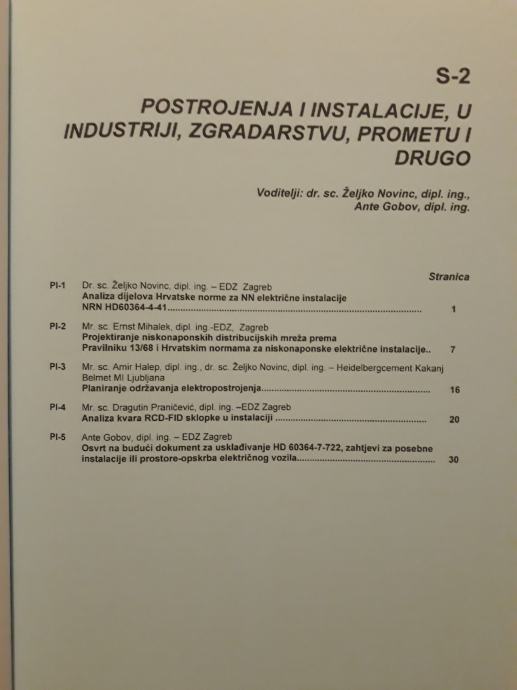 S-2
POSTROJENJA I INSTALACIJE, U
INDUSTRIJI, ZGRADARSTVU, PROMETU I
DRUGO
Voditelji: dr. sc. Željko Novinc, dipl. ing.,
Ante Gobov, dipl. ing.
Stranica
PI-1 Dr. sc. Željko Novinc, dipl. ing. – EDZ Zagreb
Analiza dijelova Hrvatske norme za NN električne instalacije
NRN HD60364-4-41 1
PI-2 Mr. sc. Ernst Mihalek, dipl. ing -EDZ, Zagreb
Projektiranje niskonaponskih distribucijskih mreža prema
Pravilniku 13/68 i Hrvatskim normama za niskonaponske električne instalacije.. 7
PI-3 Mr. sc. Amir Halep, dipl. ing., dr. sc. Željko Novinc, dipl. ing. – Heidelbergcement Kakanj
Belmet MI Ljubljana
Planiranje održavanja elektropostrojenja 16
PI-4 Mr. sc. Dragutin Praničević, dipl. ing. –EDZ Zagreb
Analiza kvara RCD-FID sklopke u instalaciji 20
PI-5 Ante Gobov, dipl. ing. – EDZ Zagreb
Osvrt na budući dokument za usklađivanje HD 60364-7-722, zahtjevi za posebne
instalacije ili prostore-opskrba električnog vozila 30